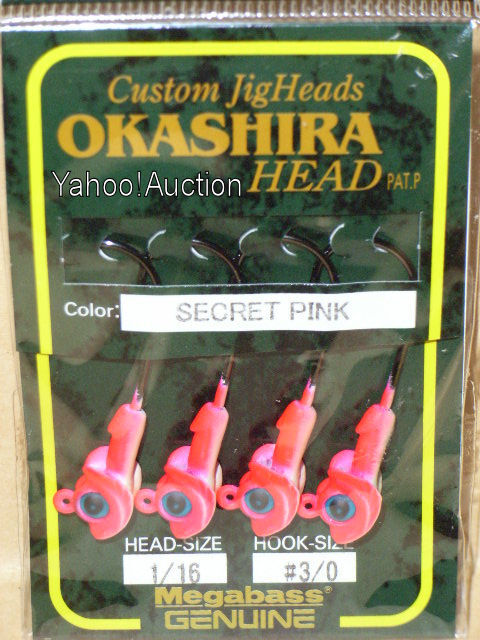 Custom JigHeads
OKASHIRA
Yahoo!Auction
HEAD PAT.P
Color: SECRET PINK
HEAD-SIZE HOOK-SIZE
1/16 #3/0
Megabass®
GENUINE